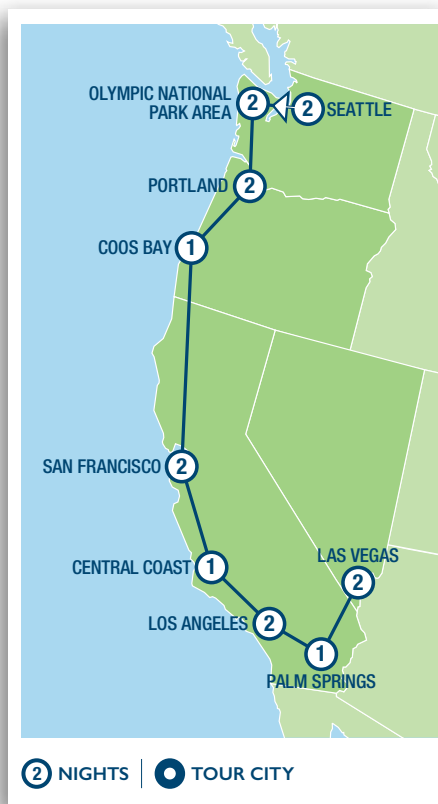 OLYMPIC NATIONAL
PARK AREA
2
2
SEATTLE
PORTLAND
2
COOS BAY
1
SAN FRANCISCO
2
CENTRAL COAST
1
LAS VEGAS
2
LOS ANGELES
2
1
PALM SPRINGS
2 NIGHTS | TOUR CITY